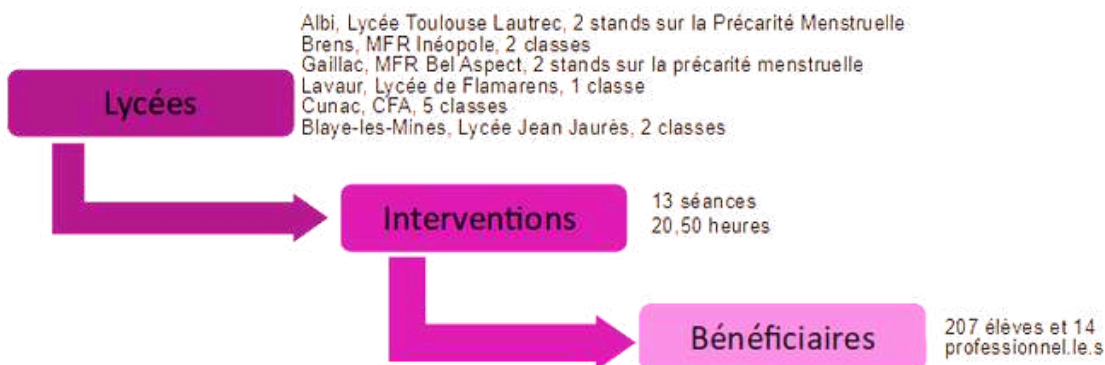 Albi, Lycée Toulouse Lautrec, 2 stands sur la Précarité Menstruelle
Brens, MFR Inéopole, 2 classes
Gaillac, MFR Bel Aspect, 2 stands sur la précarité menstruelle
Lavaur, Lycée de Flamarens, 1 classe
Cunac, CFA, 5 classes
Blaye-les-Mines, Lycée Jean Jaurès, 2 classes
Lycées
Interventions
13 séances
20,50 heures
Bénéficiaires
207 élèves et 14
professionnel.le.s